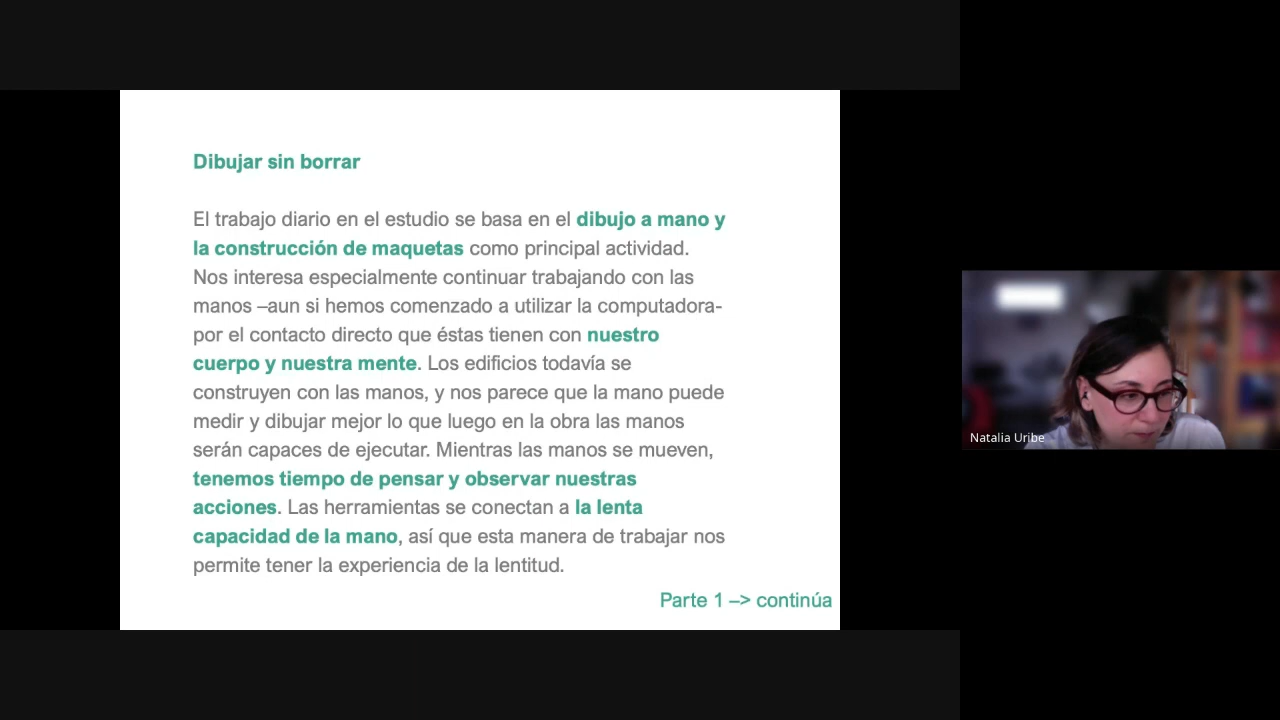 Dibujar sin borrar
El trabajo diario en el estudio se basa en el dibujo a mano y
la construcción de maquetas como principal actividad.
Nos interesa especialmente continuar trabajando con las
manos –aun si hemos comenzado a utilizar la computadora-
por el contacto directo que éstas tienen con nuestro
cuerpo y nuestra mente. Los edificios todavía se
construyen con las manos, y nos parece que la mano puede
medir y dibujar mejor lo que luego en la obra las manos
serán capaces de ejecutar. Mientras las manos se mueven,
tenemos tiempo de pensar y observar nuestras
acciones. Las herramientas se conectan a la lenta
capacidad de la mano, así que esta manera de trabajar nos
permite tener la experiencia de la lentitud.
Parte 1 –> continúa
Natalia Uribe